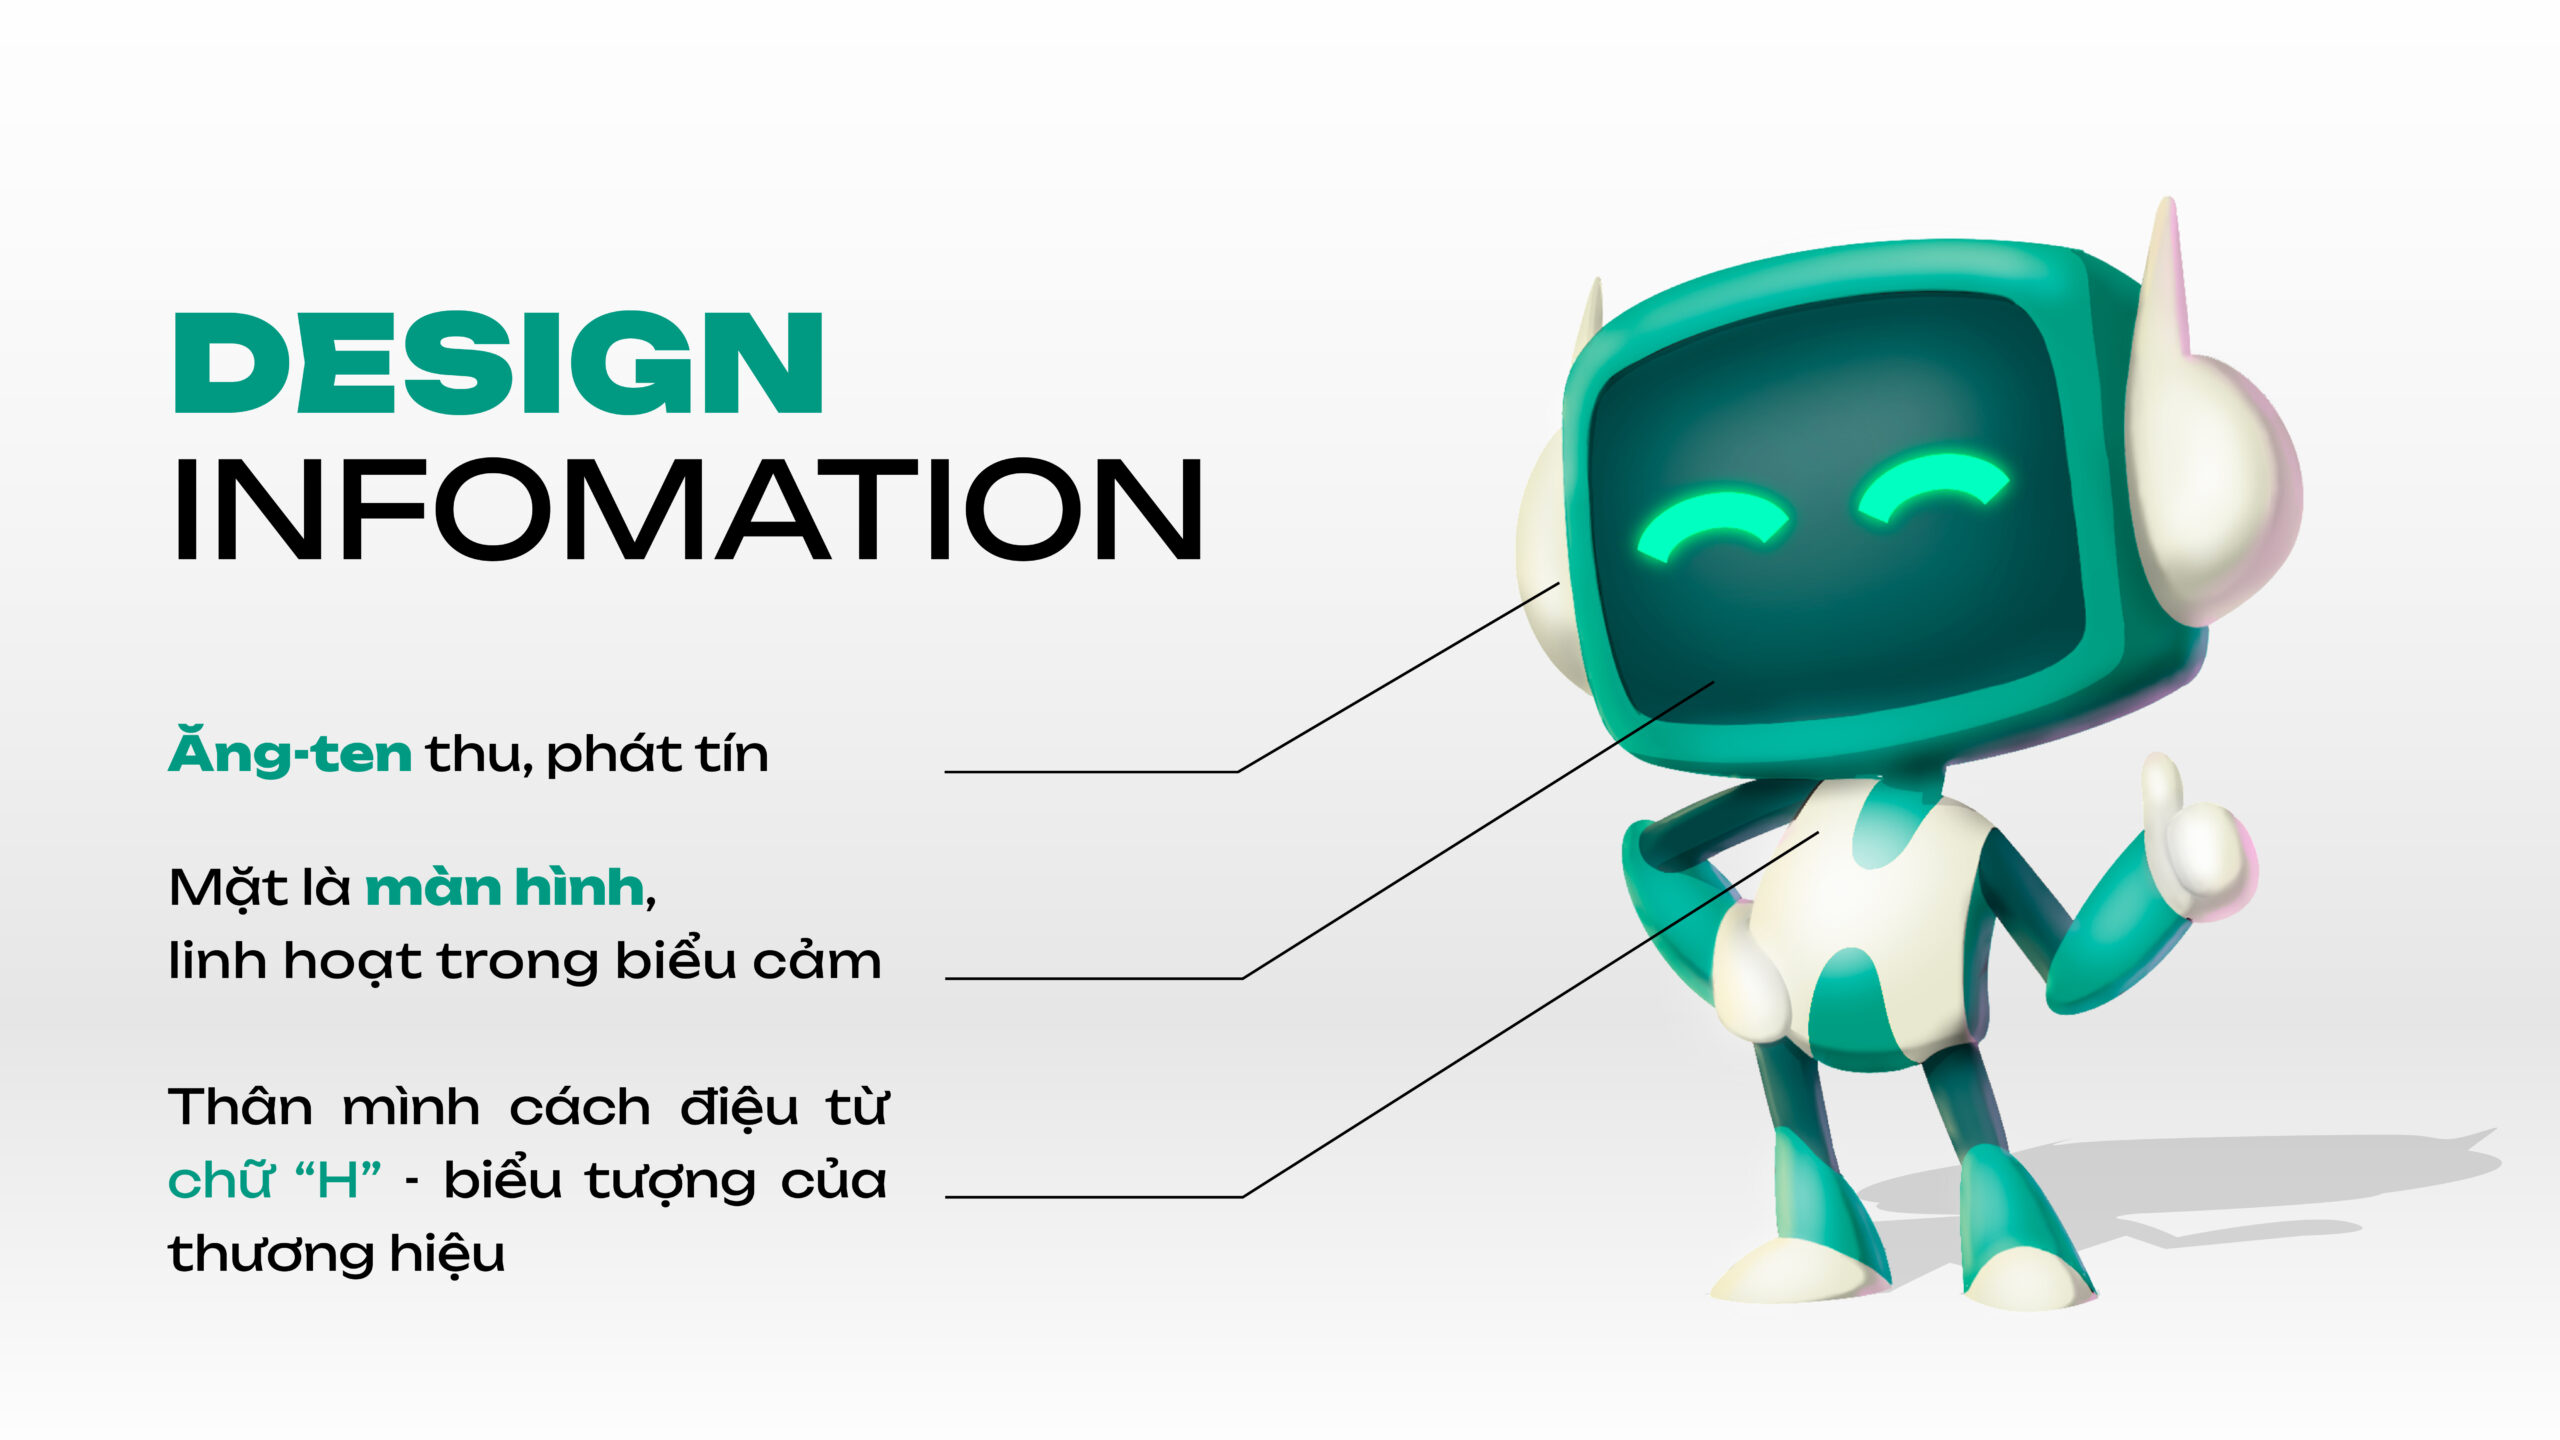 DESIGN
INFOMATION
Ăng-ten thu, phát tín
Mặt là màn hình,
linh hoạt trong biểu cảm
Thân mình cách điệu từ
chữ “H” - biểu tượng của
thương hiệu